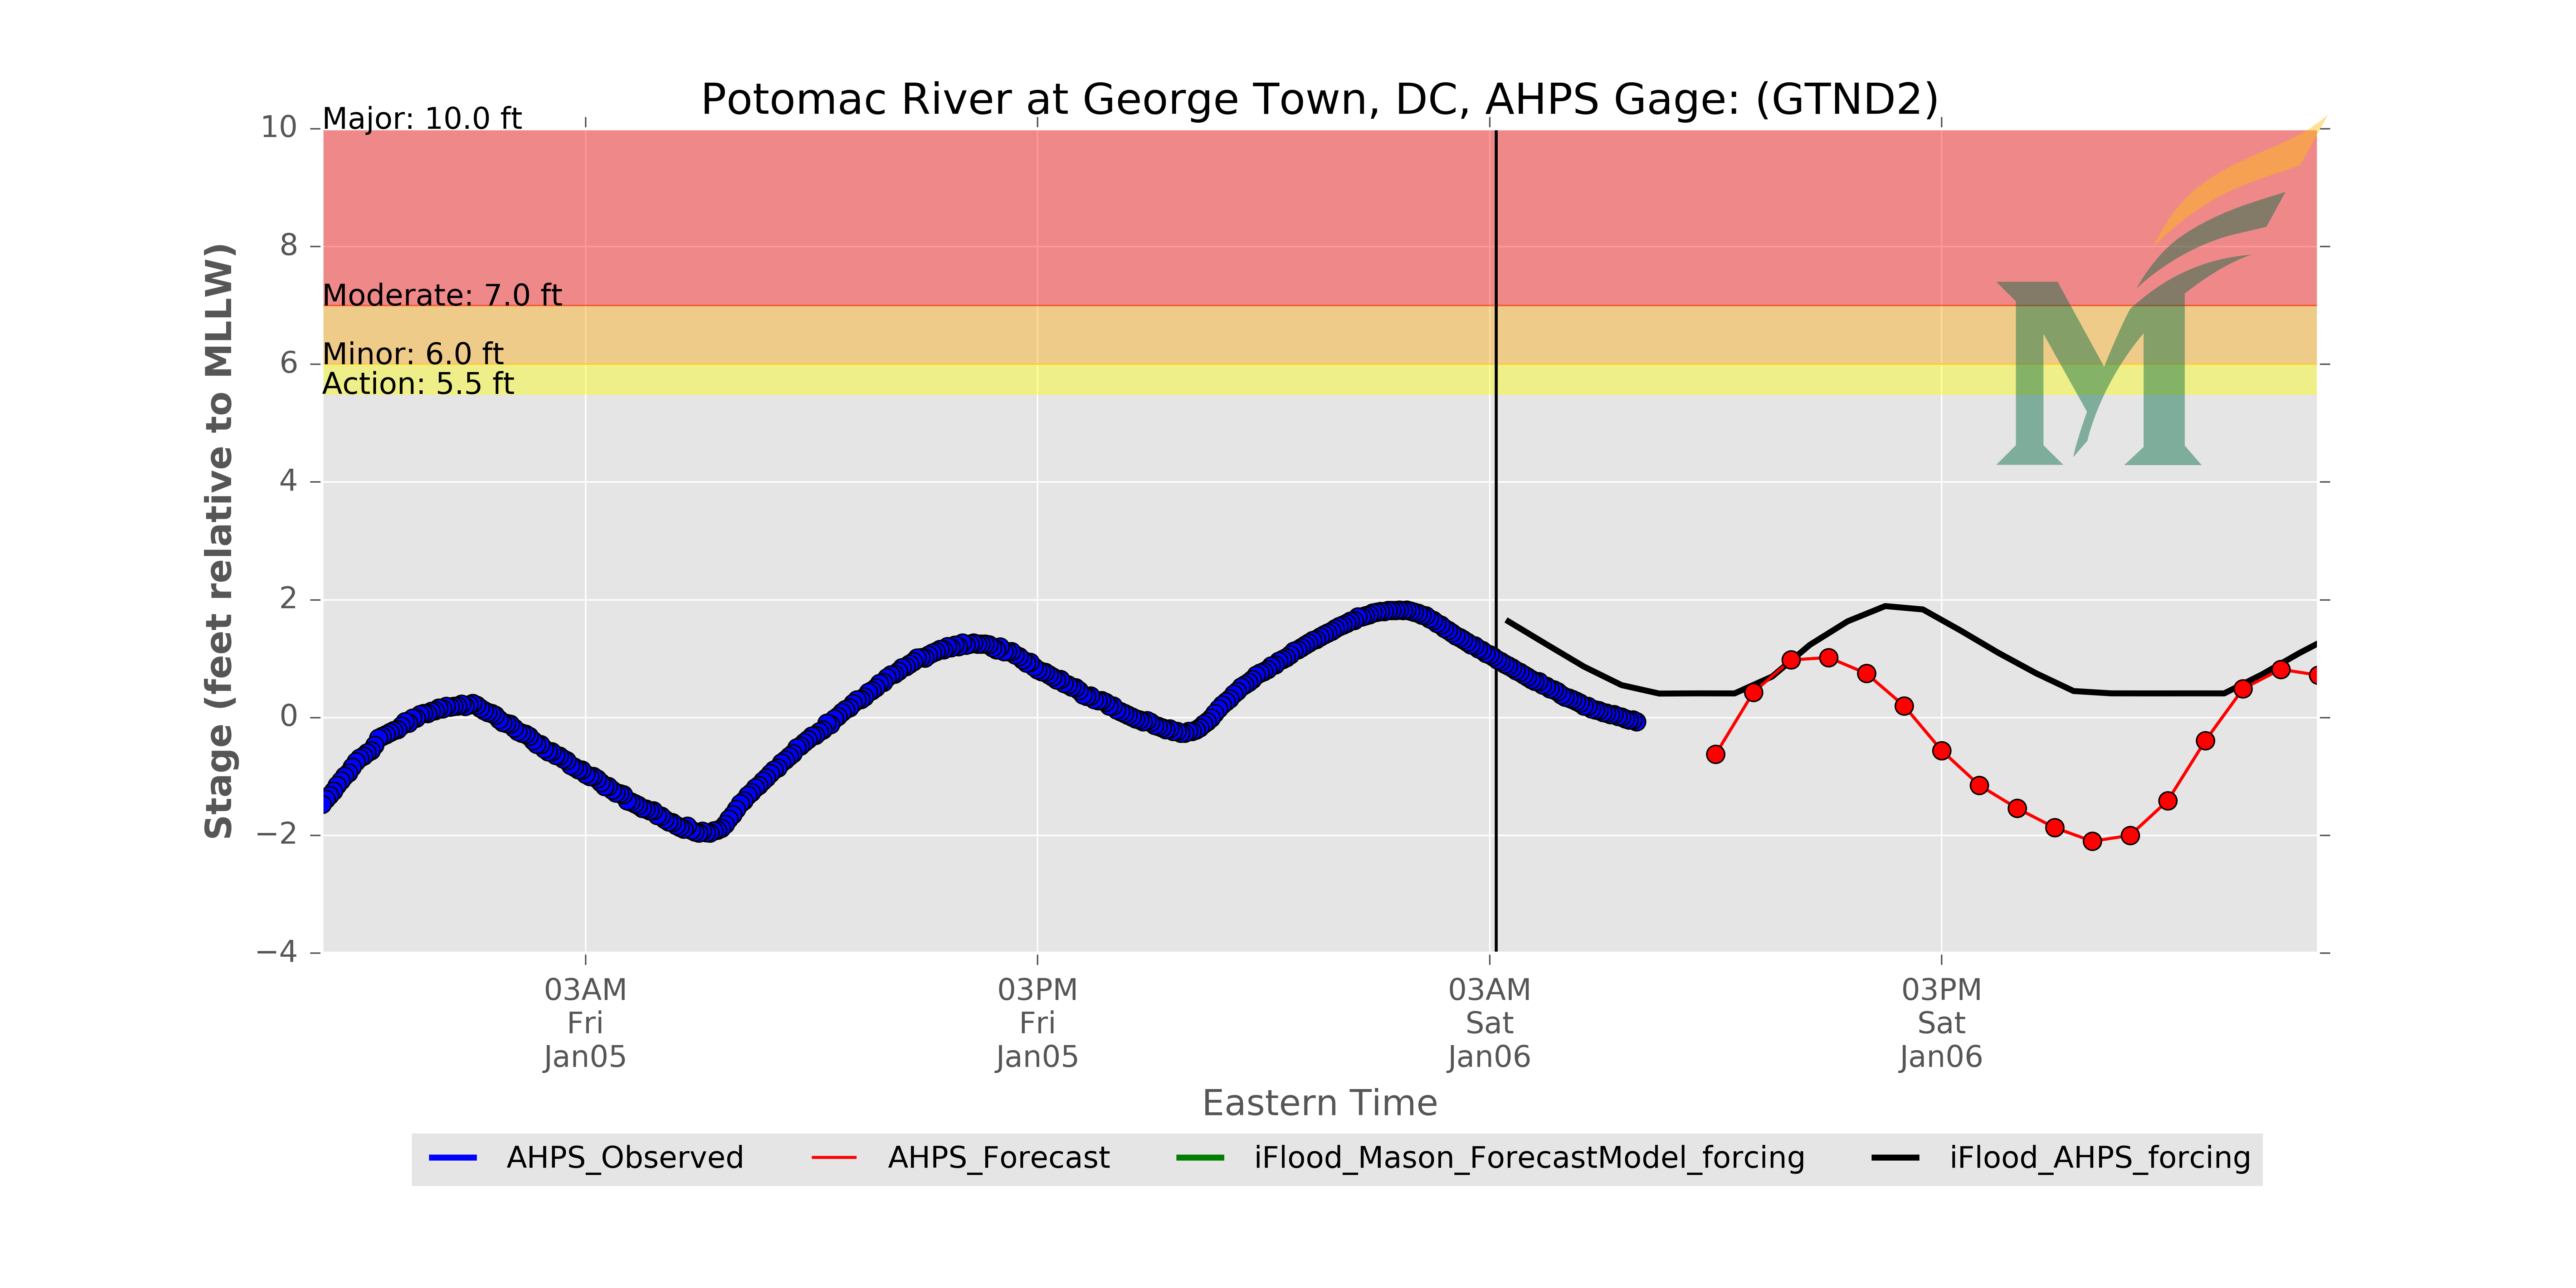 Potomac River at George Town, DC, AHPS Gage: (GTND2)
Major: 10.0 ft
Moderate: 7.0 ft
Minor: 6.0 ft
Action: 5.5 ft
10
8
6
4
2
0
−2
−4
Stage (feet relative to MLLW)
03AM
Fri
Jan05
03PM
Fri
Jan05
03AM
Sat
Jan06
03PM
Sat
Jan06
Eastern Time
AHPS_Observed
AHPS_Forecast
iFlood_Mason_ForecastModel_forcing
iFlood_AHPS_forcing
M